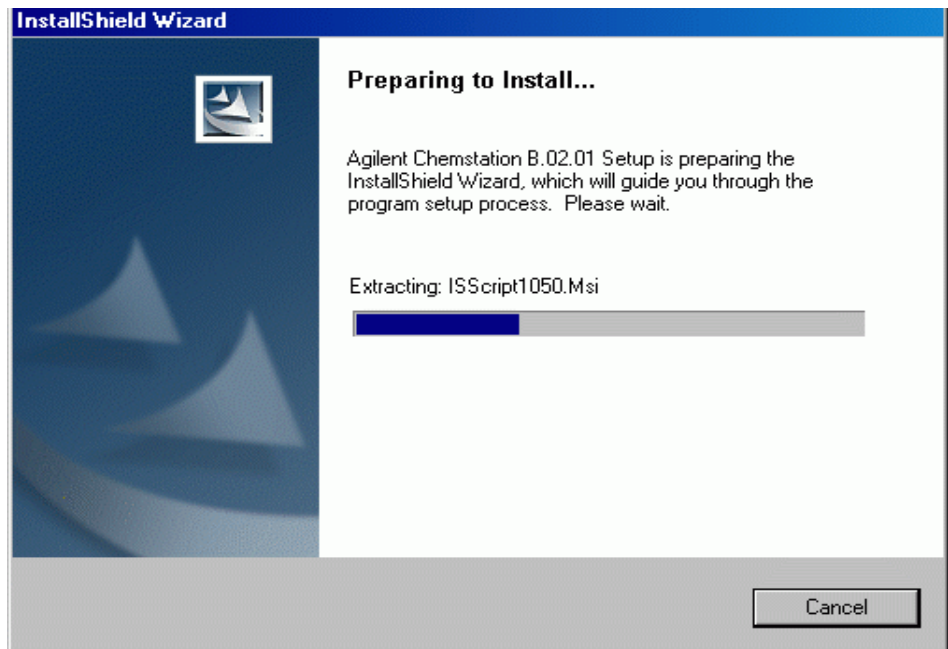 InstallShield Wizard
Preparing to Install...
Agilent Chemstation B.02.01 Setup is preparing the
InstallShield Wizard, which will guide you through the
program setup process.  Please wait.
Extracting: ISScript1050.Msi
Cancel